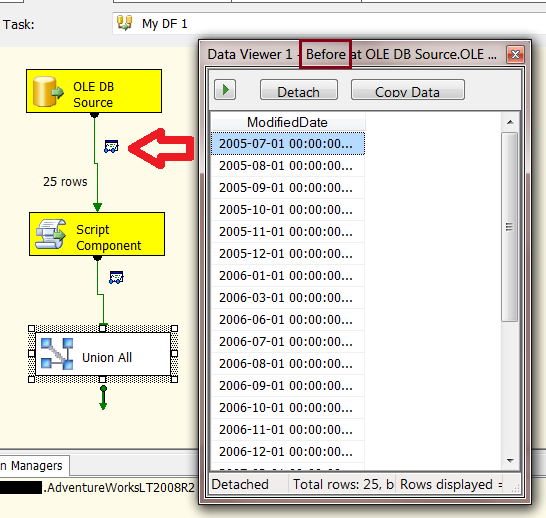 Task:
My DF 1
OLE DB
Source
25 rows
Script
Component
Union All
n Managers
.AdventureWorksLT2008R2
Data Viewer 1 - Before at OLE DB Source.OLE ...
Detach
Copy Data
ModifiedDate
2005-07-01 00:00:00...
2005-08-01 00:00:00...
2005-09-01 00:00:00...
2005-10-01 00:00:00...
2005-11-01 00:00:00...
2005-12-01 00:00:00...
2006-01-01 00:00:00...
2006-03-01 00:00:00...
2006-06-01 00:00:00...
2006-07-01 00:00:00...
2006-08-01 00:00:00...
2006-09-01 00:00:00...
2006-10-01 00:00:00...
2006-11-01 00:00:00...
2006-12-01 00:00:00...
Detached
Total rows: 25, b
Rows displayed =